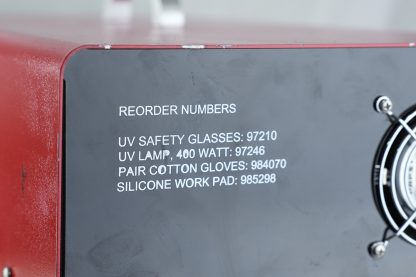 REORDER NUMBERS
UV SAFETY GLASSES: 97210
UV LAMP, 400 WATT: 97246
PAIR COTTON GLOVES: 984070
SILICONE WORK PAD: 985298